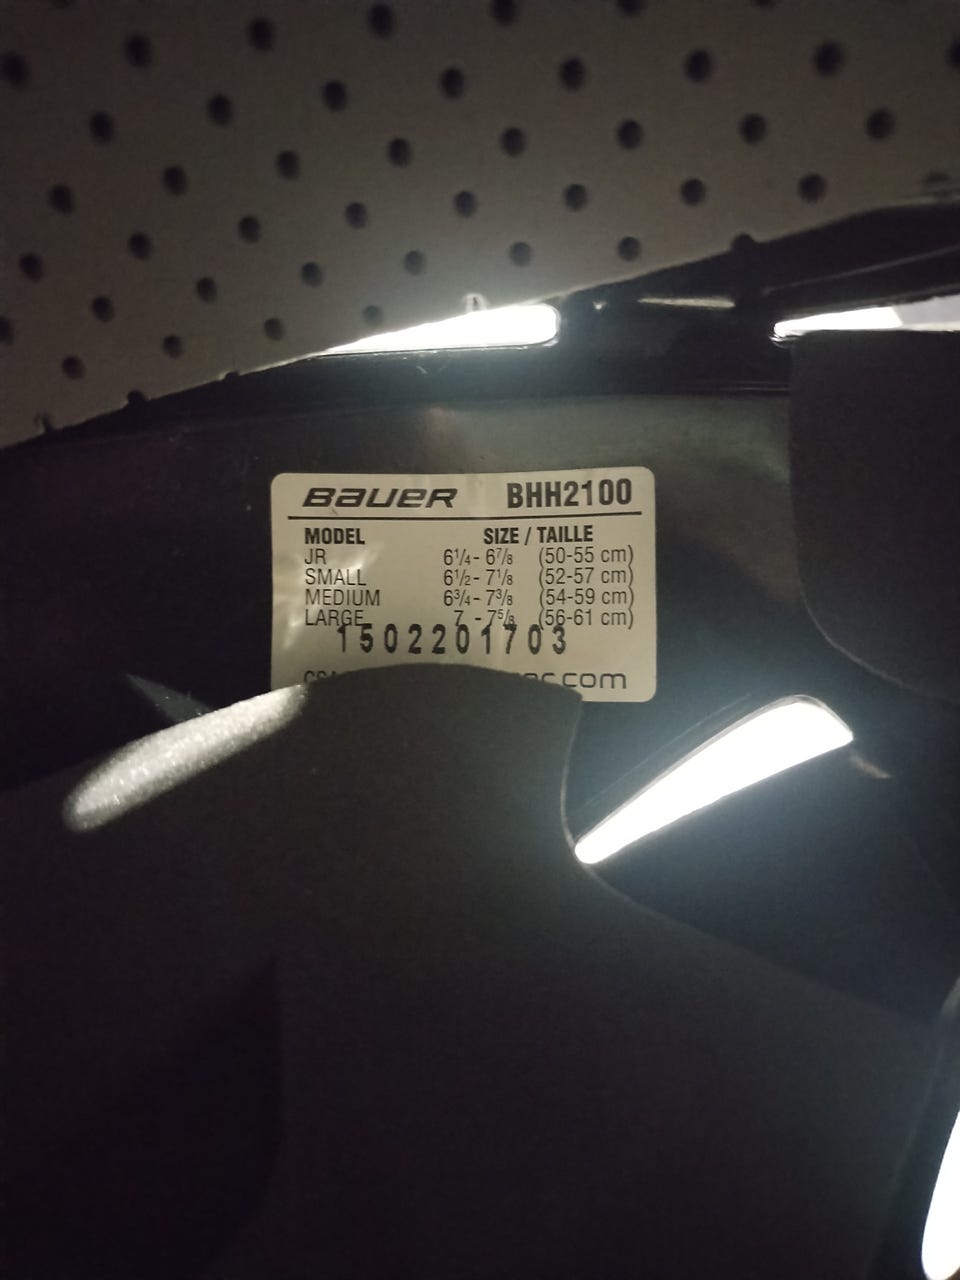 BAUER BHH2100
MODEL SIZE / TAILLE
JR 6¼ - 6⅞ (50-55 cm)
SMALL 6½ - 7⅛ (52-57 cm)
MEDIUM 6¾ - 7⅜ (54-59 cm)
LARGE 7 - 7⅝ (56-61 cm)
1502201703
.com